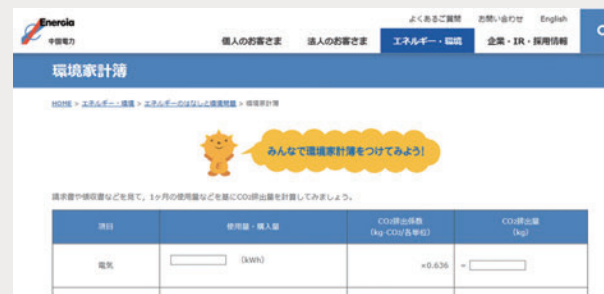 Energia
中国電力
よくあるご質問 お問い合わせ English
個人のお客さま 法人のお客さま エネルギー・環境 企業・IR・採用情報
環境家計簿
HOME > エネルギー・環境 > エネルギーのはなしと環境問題 > 環境家計簿
みんなで環境家計簿をつけてみよう!
請求書や領収書などを見て，1ヶ月の使用量などを基にCO2排出量を計算してみましょう。
項目 使用量・購入量 CO2排出係数 CO2排出量
(kg-CO2/各単位) (kg)
電気 (kWh) ×0.636 =